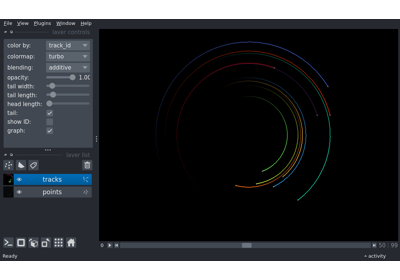 File View Plugins Window Help
layer controls
color by: track_id
colormap: turbo
blending: additive
opacity: 1.00
tail width:
tail length:
head length:
tail:
show ID:
graph:
layer list
tracks
points
0 50 99
Ready activity